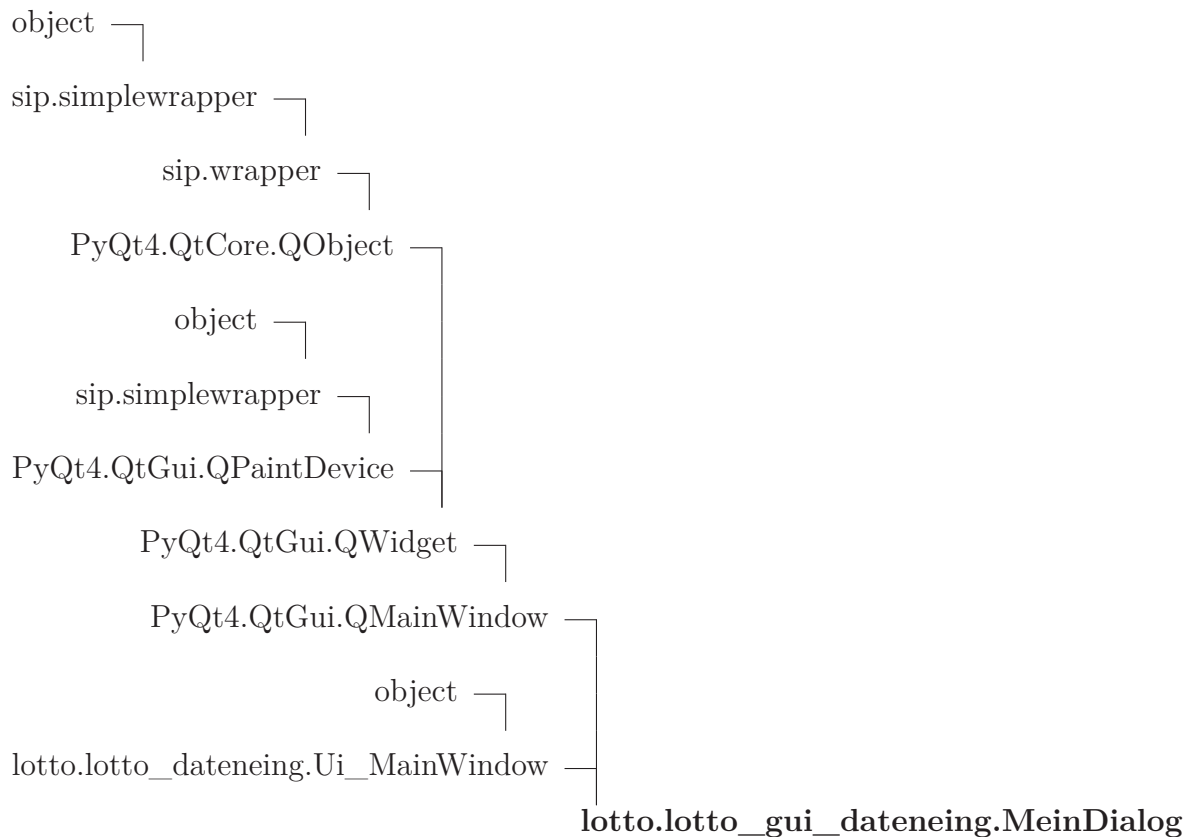 object
sip.simplewrapper
sip.wrapper
PyQt4.QtCore.QObject
object
sip.simplewrapper
PyQt4.QtGui.QPaintDevice
PyQt4.QtGui.QWidget
PyQt4.QtGui.QMainWindow
object
lotto.lotto_dateneing.Ui_MainWindow
lotto.lotto_gui_dateneing.MeinDialog